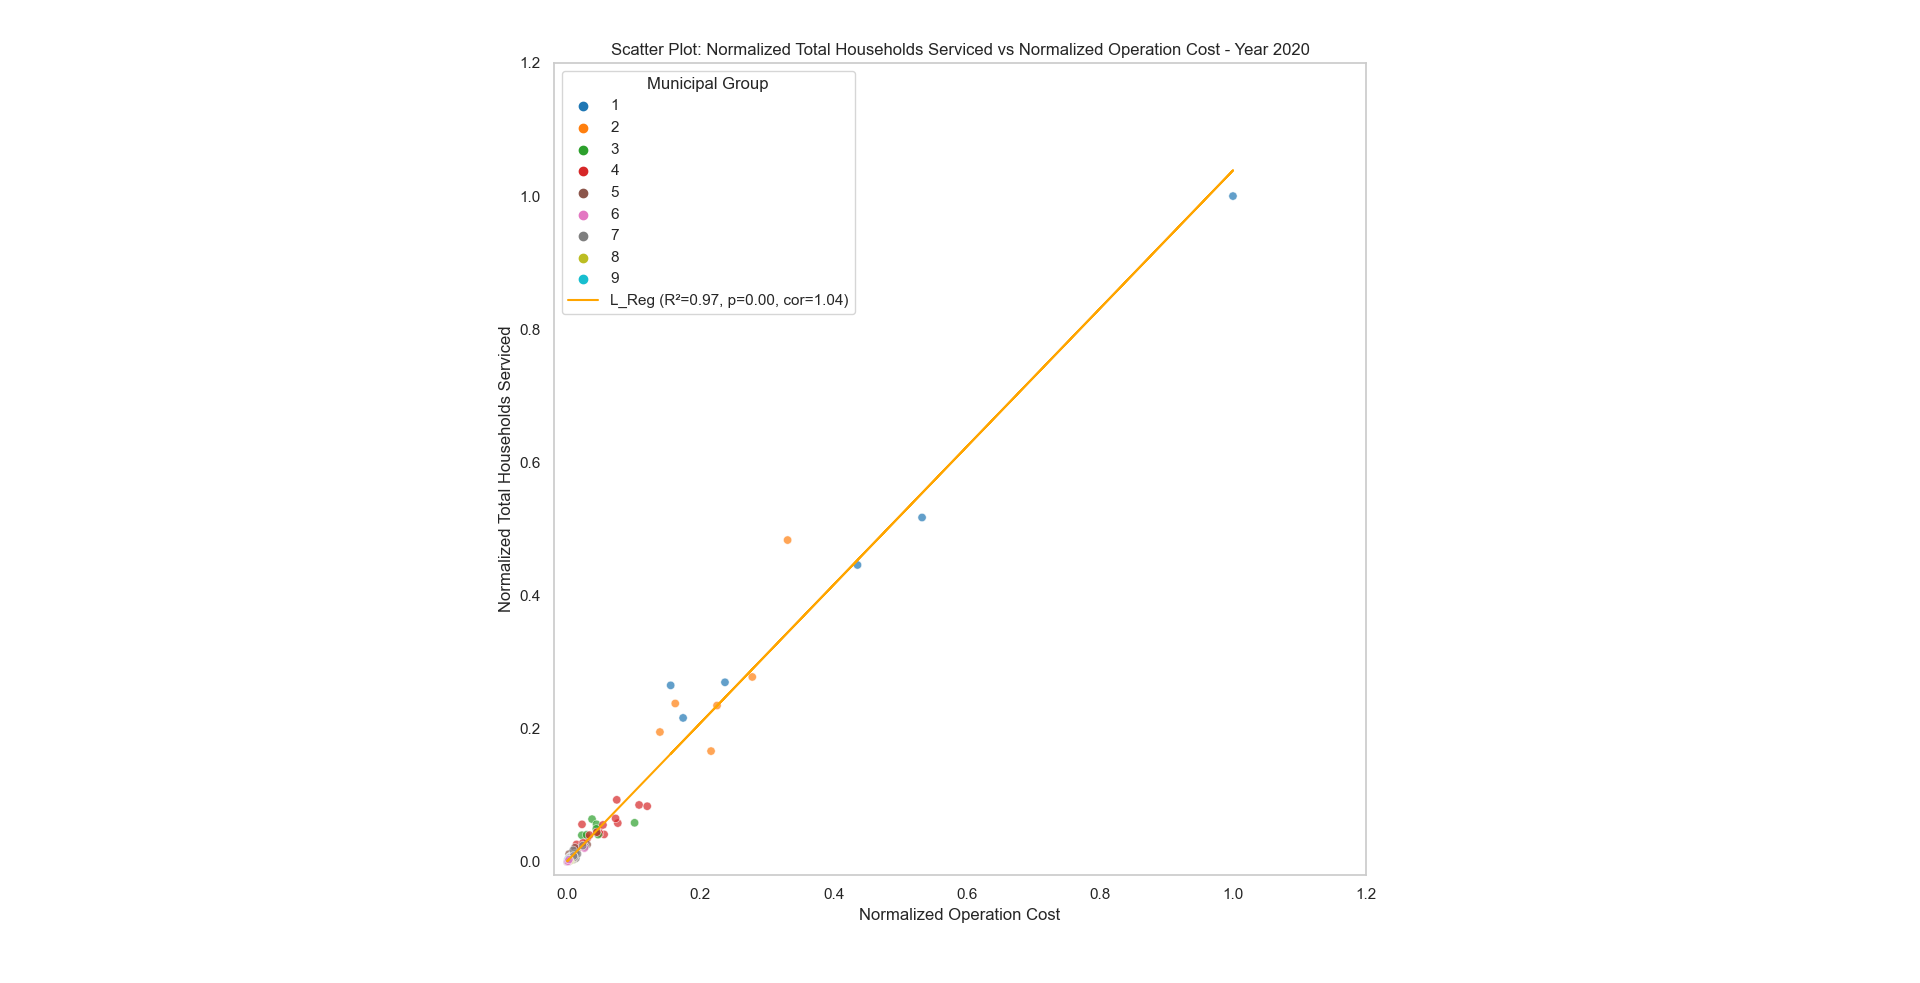 Scatter Plot: Normalized Total Households Serviced vs Normalized Operation Cost - Year 2020
Municipal Group
1
2
3
4
5
6
7
8
9
L_Reg (R²=0.97, p=0.00, cor=1.04)
Normalized Total Households Serviced
1.2
1.0
0.8
0.6
0.4
0.2
0.0
0.0 0.2 0.4 0.6 0.8 1.0 1.2
Normalized Operation Cost